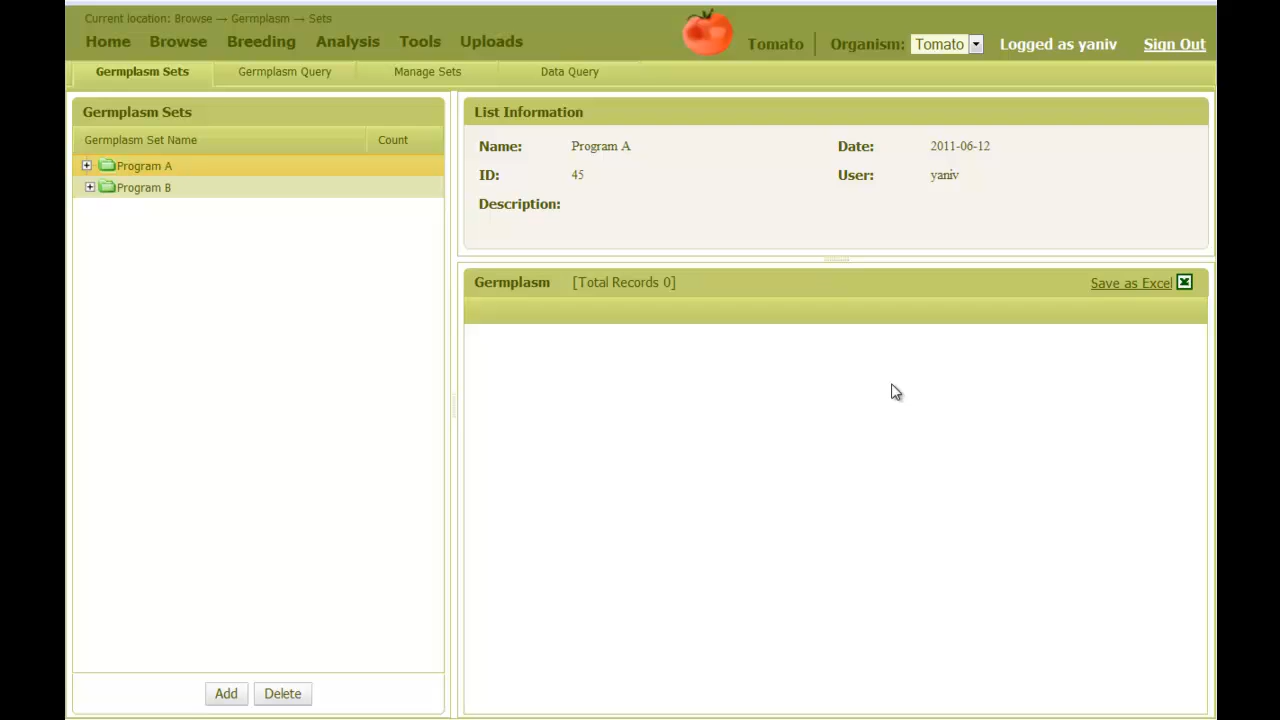 Current location: Browse → Germplasm → Sets
Home Browse Breeding Analysis Tools Uploads
Tomato Organism: Tomato Logged as yaniv Sign Out
Germplasm Sets Germplasm Query Manage Sets Data Query
Germplasm Sets
Germplasm Set Name Count
Program A
Program B
Add Delete
List Information
Name: Program A Date: 2011-06-12
ID: 45 User: yaniv
Description:
Germplasm [Total Records 0] Save as Excel